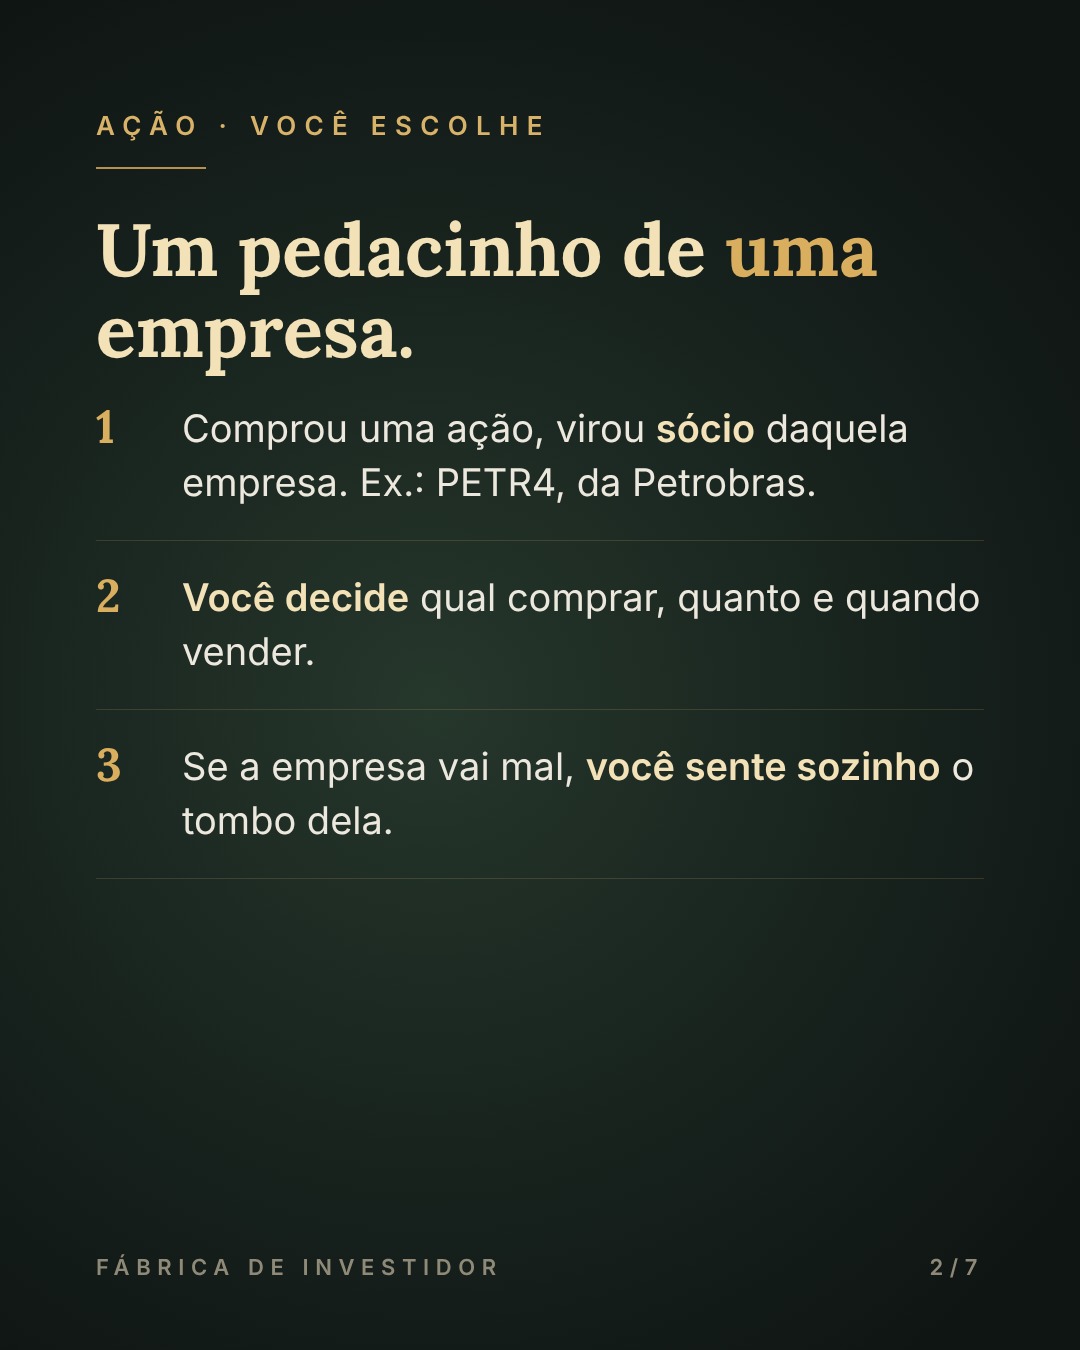 AÇÃO · VOCÊ ESCOLHE
Um pedacinho de uma
empresa.
1 Comprou uma ação, virou sócio daquela
empresa. Ex.: PETR4, da Petrobras.
2 Você decide qual comprar, quanto e quando
vender.
3 Se a empresa vai mal, você sente sozinho o
tombo dela.
FÁBRICA DE INVESTIDOR 2/7